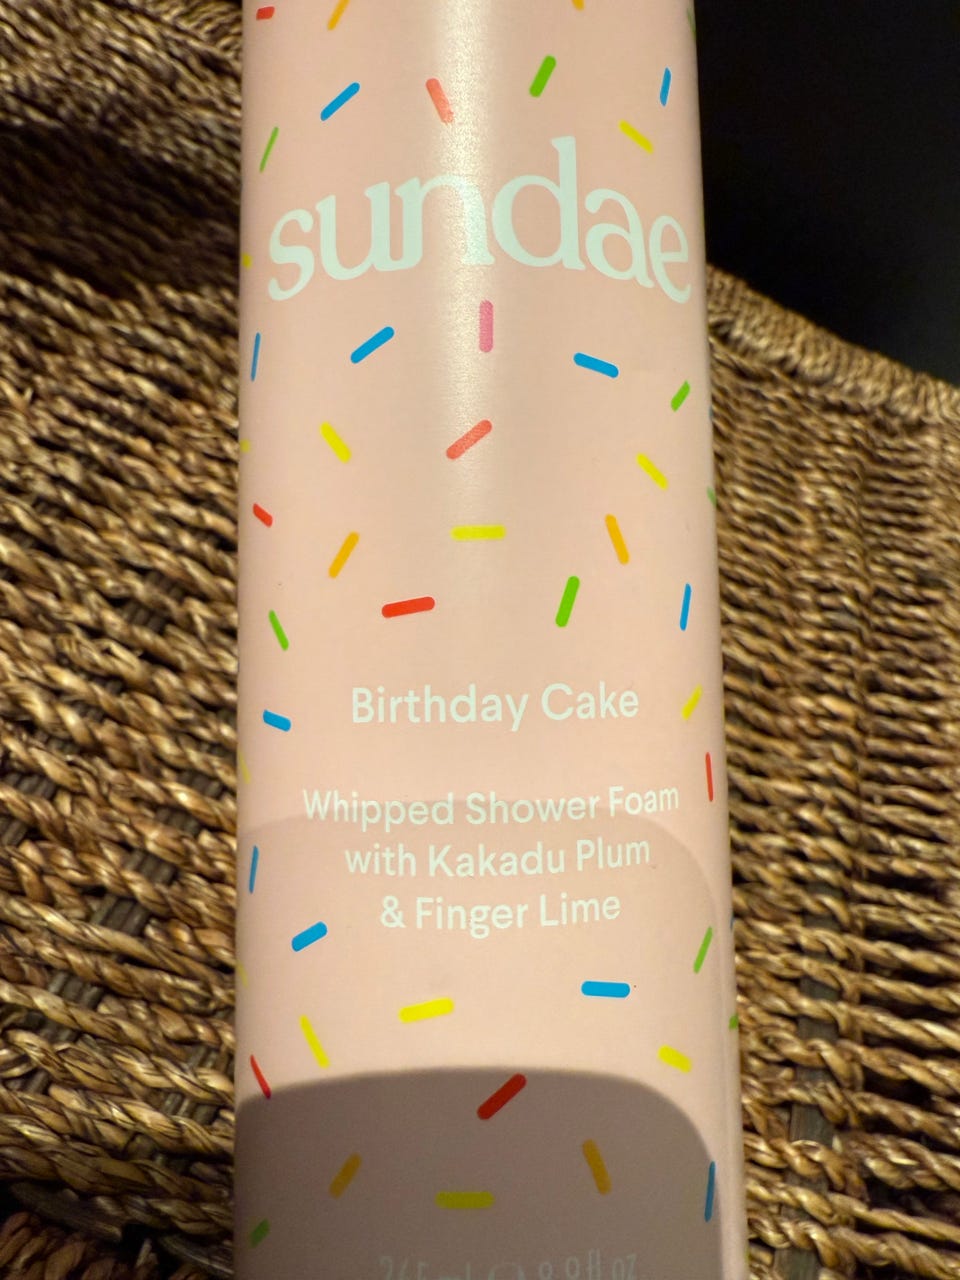 sundae
Birthday Cake
Whipped Shower Foam
with Kakadu Plum
& Finger Lime